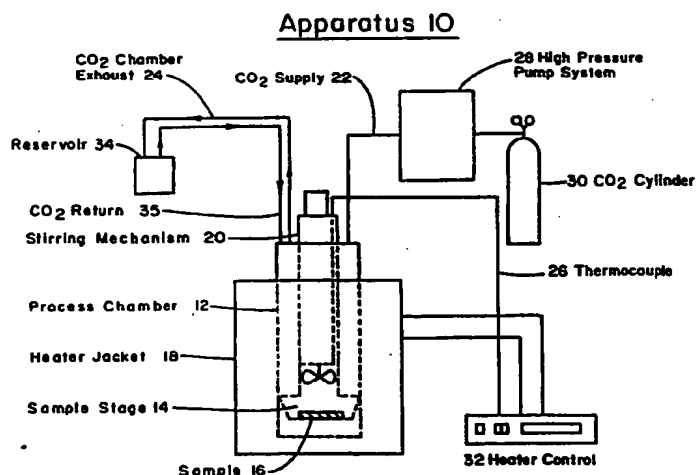 Apparatus 10
CO2 Chamber
Exhaust 24
CO2 Supply 22
28 High Pressure
Pump System
Reservoir 34
30 CO2 Cylinder
CO2 Return 35
Stirring Mechanism 20
26 Thermocouple
Process Chamber 12
Heater Jacket 18
Sample Stage 14
32 Heater Control
Sample 16